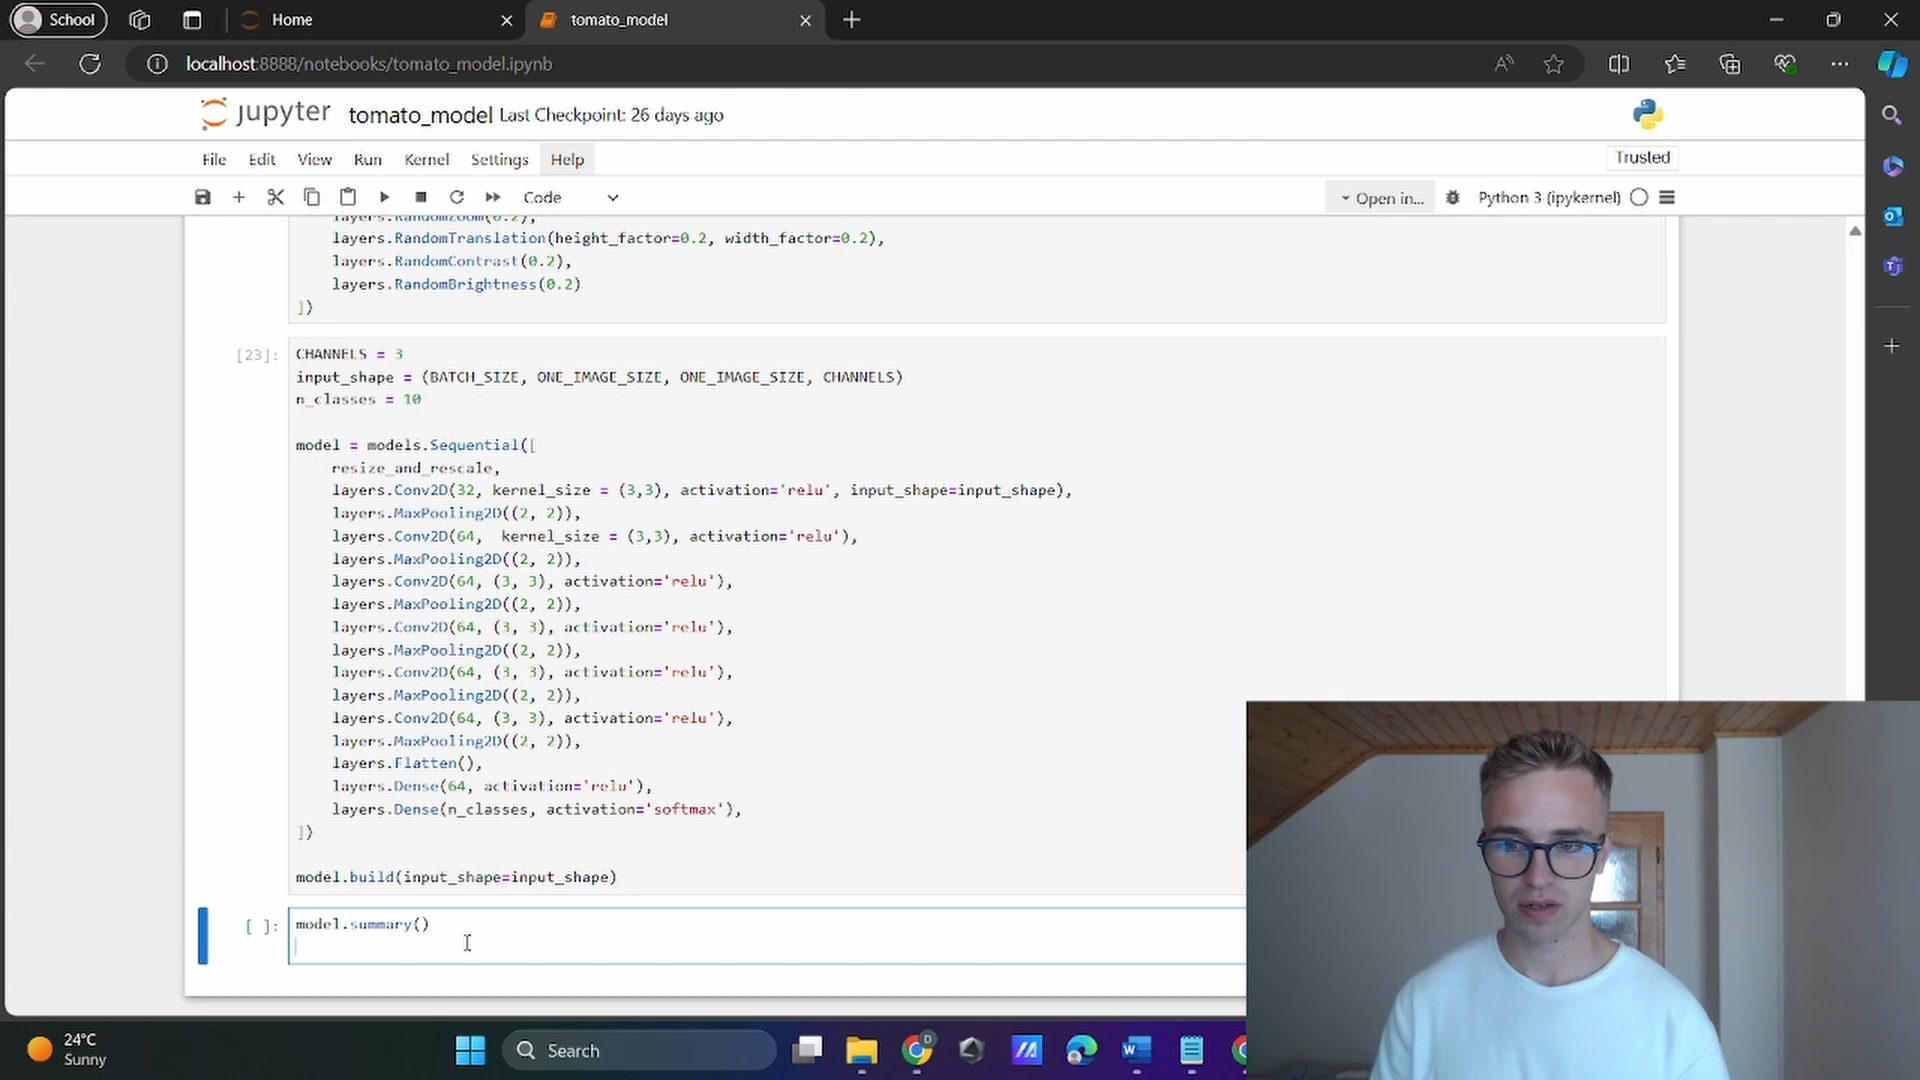 School
Home
tomato_model
localhost:8888/notebooks/tomato_model.ipynb
jupyter
tomato_model Last Checkpoint: 26 days ago
File Edit View Run Kernel Settings Help
Trusted
Code
Open in...
Python 3 (ipykernel)
layers.RandomZoom(0.2),
layers.RandomTranslation(height_factor=0.2, width_factor=0.2),
layers.RandomContrast(0.2),
layers.RandomBrightness(0.2)
])
[23]:
CHANNELS = 3
input_shape = (BATCH_SIZE, ONE_IMAGE_SIZE, ONE_IMAGE_SIZE, CHANNELS)
n_classes = 10
model = models.Sequential([
resize_and_rescale,
layers.Conv2D(32, kernel_size = (3,3), activation='relu', input_shape=input_shape),
layers.MaxPooling2D((2, 2)),
layers.Conv2D(64,  kernel_size = (3,3), activation='relu'),
layers.MaxPooling2D((2, 2)),
layers.Conv2D(64, (3, 3), activation='relu'),
layers.MaxPooling2D((2, 2)),
layers.Conv2D(64, (3, 3), activation='relu'),
layers.MaxPooling2D((2, 2)),
layers.Conv2D(64, (3, 3), activation='relu'),
layers.MaxPooling2D((2, 2)),
layers.Conv2D(64, (3, 3), activation='relu'),
layers.MaxPooling2D((2, 2)),
layers.Flatten(),
layers.Dense(64, activation='relu'),
layers.Dense(n_classes, activation='softmax'),
])
model.build(input_shape=input_shape)
[ ]:
model.summary()
24°C
Sunny
Search